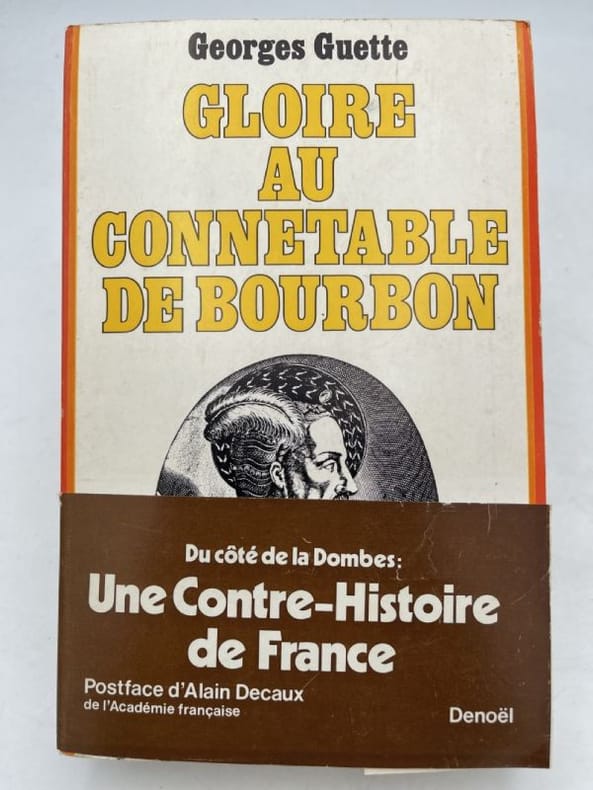 Georges Guette
GLOIRE
AU
CONNETABLE
DE BOURBON
Du côté de la Dombes:
Une Contre-Histoire
de France
Postface d'Alain Decaux
de l'Académie française
Denoël